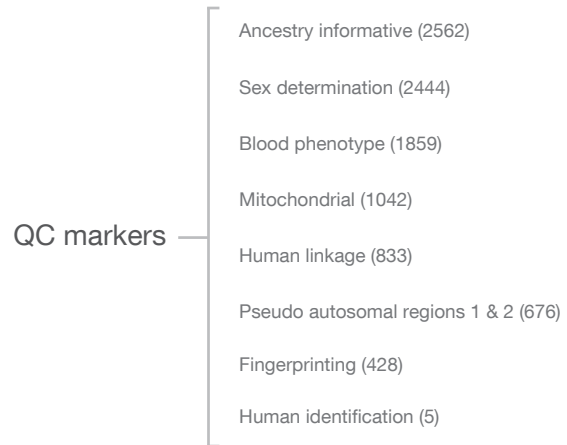 Ancestry informative (2562)
Sex determination (2444)
Blood phenotype (1859)
Mitochondrial (1042)
QC markers
Human linkage (833)
Pseudo autosomal regions 1 & 2 (676)
Fingerprinting (428)
Human identification (5)